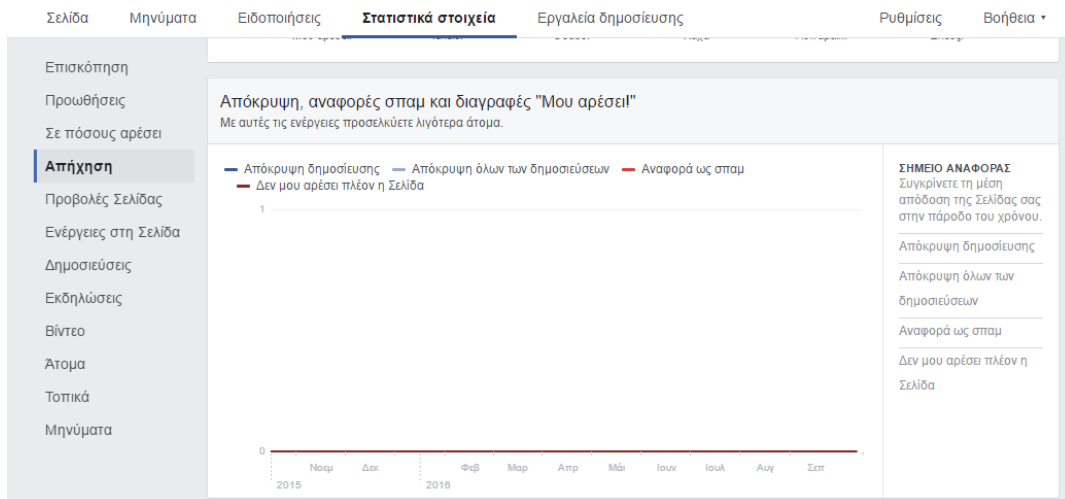 Σελίδα Μηνύματα Ειδοποιήσεις Στατιστικά στοιχεία Εργαλεία δημοσίευσης Ρυθμίσεις Βοήθεια
Επισκόπηση
Προωθήσεις
Σε πόσους αρέσει
Απήχηση
Προβολές Σελίδας
Ενέργειες στη Σελίδα
Δημοσιεύσεις
Εκδηλώσεις
Βίντεο
Άτομα
Τοπικά
Μηνύματα
Απόκρυψη, αναφορές σπαμ και διαγραφές "Μου αρέσει!"
Με αυτές τις ενέργειες προσελκύετε λιγότερα άτομα.
Απόκρυψη δημοσίευσης Απόκρυψη όλων των δημοσιεύσεων Αναφορά ως σπαμ
Δεν μου αρέσει πλέον η Σελίδα
1
0
Νοεμ Δεκ Φεβ Μαρ Απρ Μάι Ιουν Ιουλ Αυγ Σεπ
2015 2016
ΣΗΜΕΙΟ ΑΝΑΦΟΡΑΣ
Συγκρίνετε τη μέση
απόδοση της Σελίδας σας
στην πάροδο του χρόνου.
Απόκρυψη δημοσίευσης
Απόκρυψη όλων των
δημοσιεύσεων
Αναφορά ως σπαμ
Δεν μου αρέσει πλέον η
Σελίδα